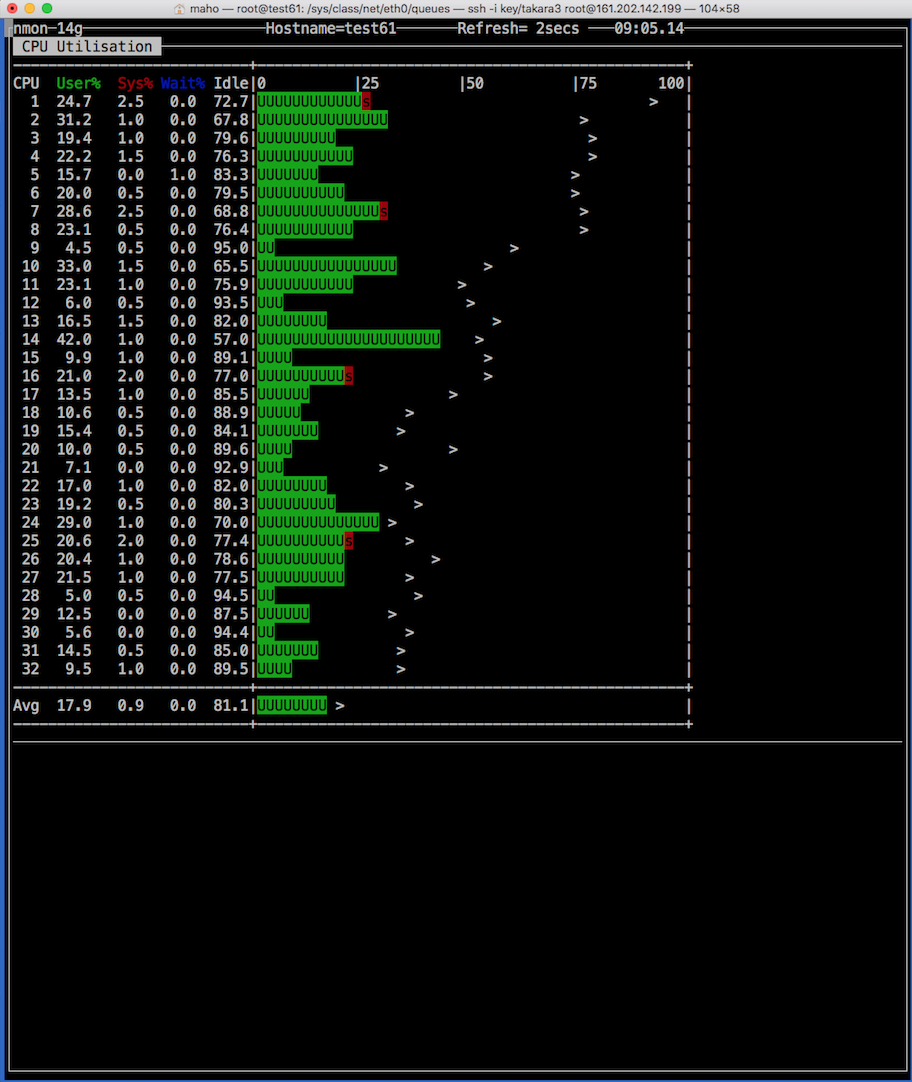 maho — root@test61: /sys/class/net/eth0/queues — ssh -i key/takara3 root@161.202.142.199 — 104×58
nmon-14g Hostname=test61 Refresh= 2secs 09:05.14
CPU Utilisation
CPU User% Sys% Wait% Idle|0 |25 |50 |75 100|
1 24.7 2.5 0.0 72.7|UUUUUUUUUUUUs > |
2 31.2 1.0 0.0 67.8|UUUUUUUUUUUUUUU > |
3 19.4 1.0 0.0 79.6|UUUUUUUUU > |
4 22.2 1.5 0.0 76.3|UUUUUUUUUUU > |
5 15.7 0.0 1.0 83.3|UUUUUUU > |
6 20.0 0.5 0.0 79.5|UUUUUUUUUU > |
7 28.6 2.5 0.0 68.8|UUUUUUUUUUUUUUs > |
8 23.1 0.5 0.0 76.4|UUUUUUUUUUU > |
9 4.5 0.5 0.0 95.0|UU > |
10 33.0 1.5 0.0 65.5|UUUUUUUUUUUUUUUU > |
11 23.1 1.0 0.0 75.9|UUUUUUUUUUU > |
12 6.0 0.5 0.0 93.5|UUU > |
13 16.5 1.5 0.0 82.0|UUUUUUUU > |
14 42.0 1.0 0.0 57.0|UUUUUUUUUUUUUUUUUUUUU > |
15 9.9 1.0 0.0 89.1|UUUU > |
16 21.0 2.0 0.0 77.0|UUUUUUUUUUs > |
17 13.5 1.0 0.0 85.5|UUUUUU > |
18 10.6 0.5 0.0 88.9|UUUUU > |
19 15.4 0.5 0.0 84.1|UUUUUUU > |
20 10.0 0.5 0.0 89.6|UUUU > |
21 7.1 0.0 0.0 92.9|UUU > |
22 17.0 1.0 0.0 82.0|UUUUUUUU > |
23 19.2 0.5 0.0 80.3|UUUUUUUUU > |
24 29.0 1.0 0.0 70.0|UUUUUUUUUUUUUU > |
25 20.6 2.0 0.0 77.4|UUUUUUUUUUs > |
26 20.4 1.0 0.0 78.6|UUUUUUUUUU > |
27 21.5 1.0 0.0 77.5|UUUUUUUUUU > |
28 5.0 0.5 0.0 94.5|UU > |
29 12.5 0.0 0.0 87.5|UUUUUU > |
30 5.6 0.0 0.0 94.4|UU > |
31 14.5 0.5 0.0 85.0|UUUUUUU > |
32 9.5 1.0 0.0 89.5|UUUU > |
Avg 17.9 0.9 0.0 81.1|UUUUUUUU > |